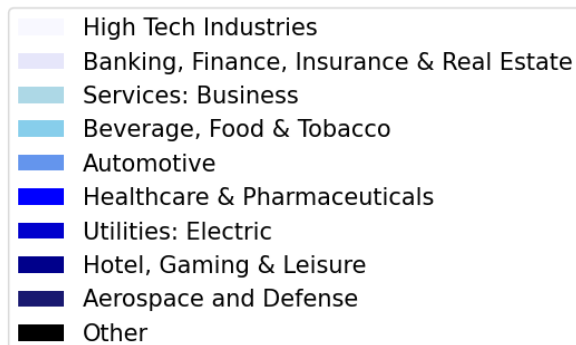 High Tech Industries
Banking, Finance, Insurance & Real Estate
Services: Business
Beverage, Food & Tobacco
Automotive
Healthcare & Pharmaceuticals
Utilities: Electric
Hotel, Gaming & Leisure
Aerospace and Defense
Other